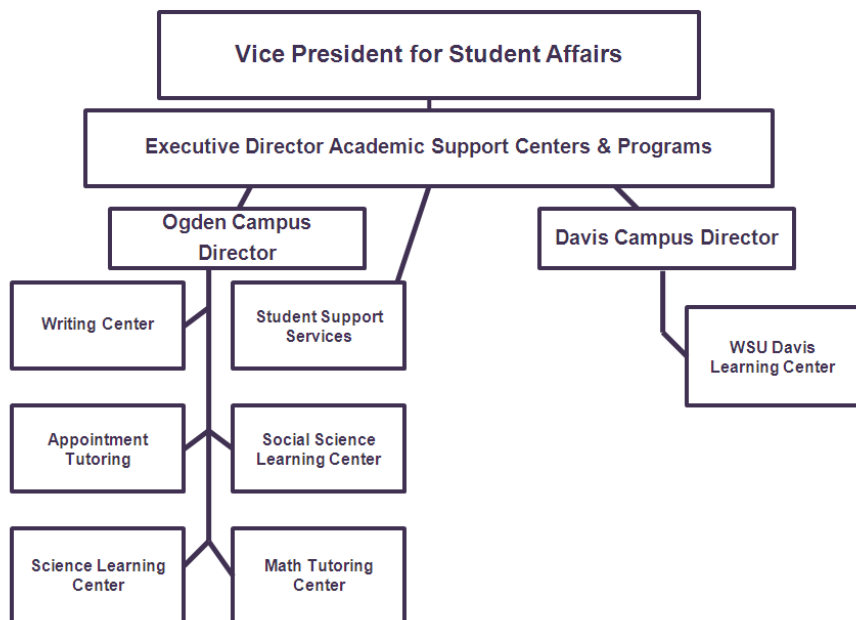 Vice President for Student Affairs
Executive Director Academic Support Centers & Programs
Ogden Campus
Director
Davis Campus Director
Writing Center
Student Support
Services
WSU Davis
Learning Center
Appointment
Tutoring
Social Science
Learning Center
Science Learning
Center
Math Tutoring
Center